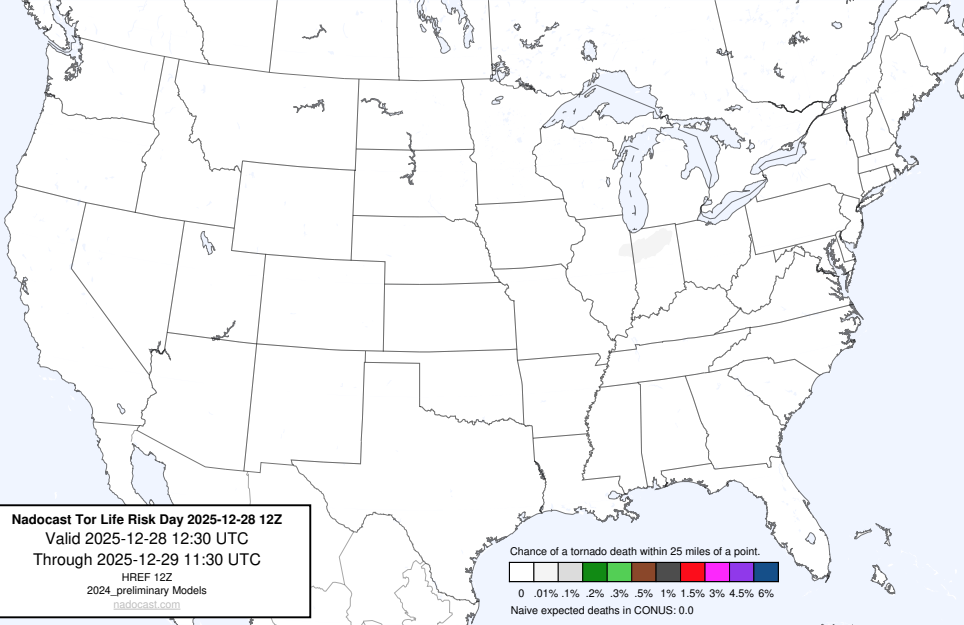 Nadocast Tor Life Risk Day 2025-12-28 12Z
Valid 2025-12-28 12:30 UTC
Through 2025-12-29 11:30 UTC
HREF 12Z
2024_preliminary Models
nadocast.com
Chance of a tornado death within 25 miles of a point.
0 .01% .1% .2% .3% .5% 1% 1.5% 3% 4.5% 6%
Naive expected deaths in CONUS: 0.0